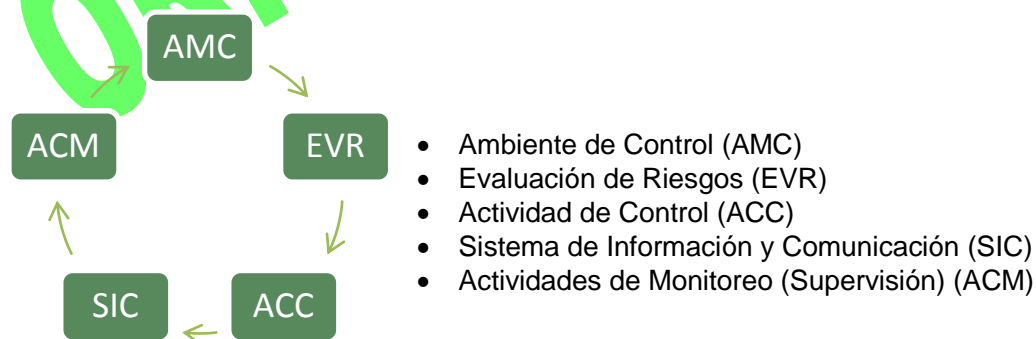 AMC
ACM
EVR
SIC
ACC
• Ambiente de Control (AMC)
• Evaluación de Riesgos (EVR)
• Actividad de Control (ACC)
• Sistema de Información y Comunicación (SIC)
• Actividades de Monitoreo (Supervisión) (ACM)